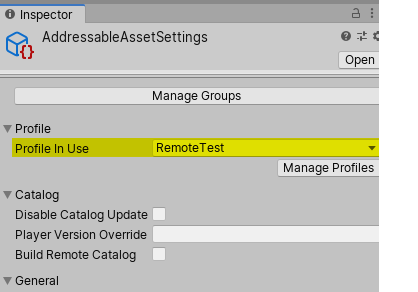 Inspector
AddressableAssetSettings
Open
Manage Groups
Profile
Profile In Use RemoteTest
Manage Profiles
Catalog
Disable Catalog Update
Player Version Override
Build Remote Catalog
General